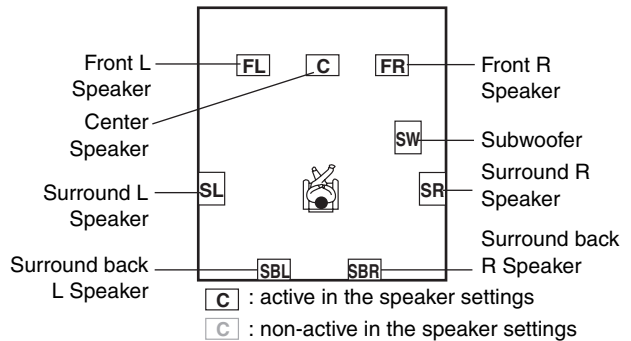 Front L
Speaker
FL
C
FR
Front R
Speaker
Center
Speaker
SW
Subwoofer
Surround L
Speaker
SL
SR
Surround R
Speaker
Surround back
L Speaker
SBL
SBR
Surround back
R Speaker
C : active in the speaker settings
C : non-active in the speaker settings